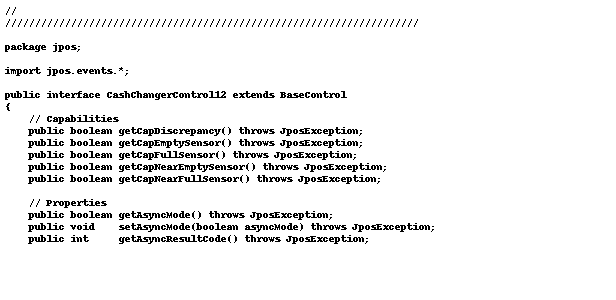 //
//////////////////////////////////////////////////////////////////////
package jpos;
import jpos.events.*;
public interface CashChangerControl12 extends BaseControl
{
    // Capabilities
    public boolean getCapDiscrepancy() throws JposException;
    public boolean getCapEmptySensor() throws JposException;
    public boolean getCapFullSensor() throws JposException;
    public boolean getCapNearEmptySensor() throws JposException;
    public boolean getCapNearFullSensor() throws JposException;
    // Properties
    public boolean getAsyncMode() throws JposException;
    public void    setAsyncMode(boolean asyncMode) throws JposException;
    public int     getAsyncResultCode() throws JposException;